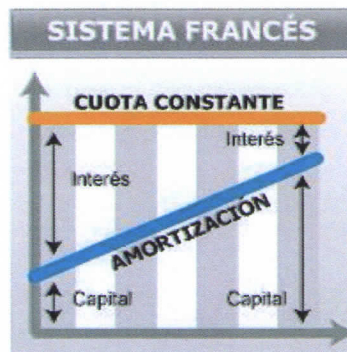 SISTEMA FRANCÉS
CUOTA CONSTANTE
Interés
Interés
AMORTIZACIÓN
Capital
Capital